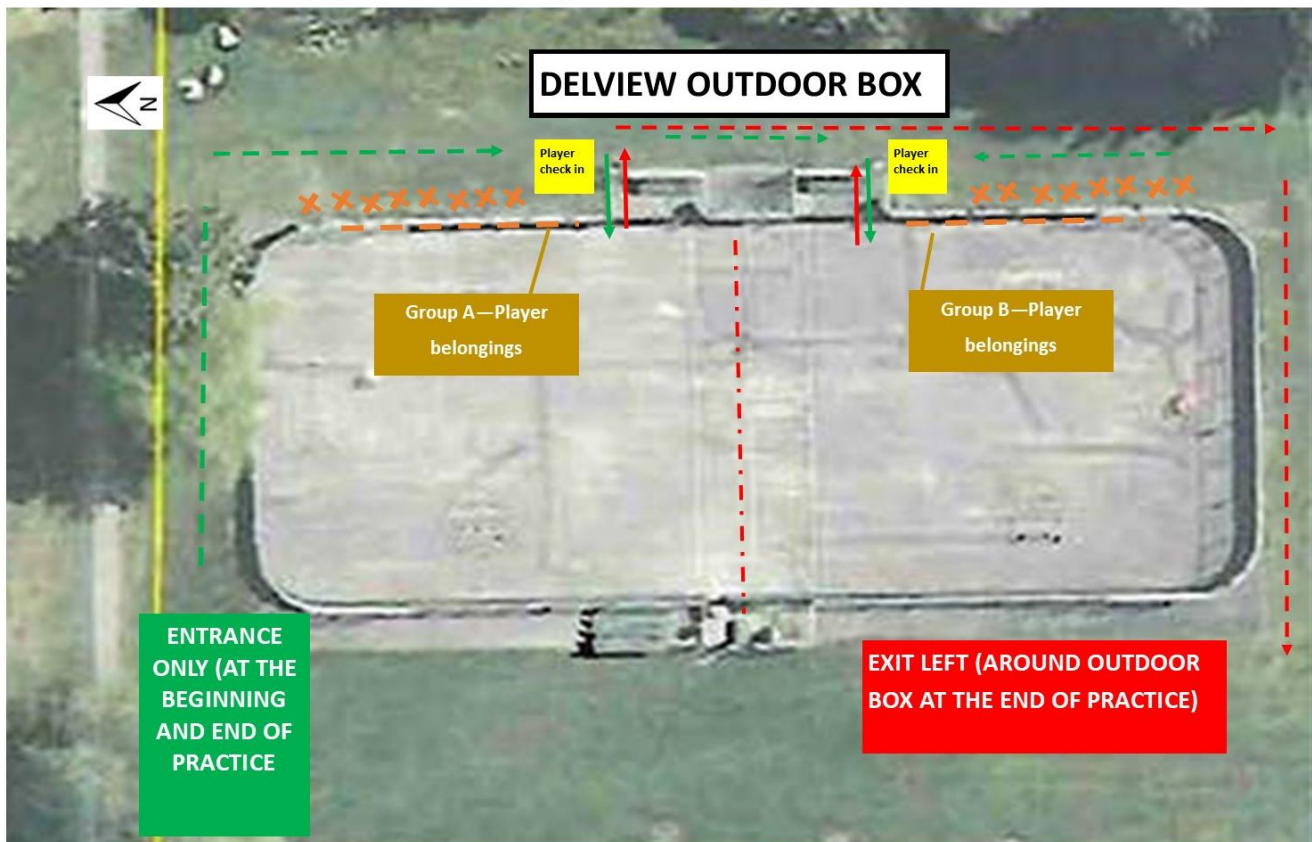 DELVIEW OUTDOOR BOX
N
Player
check in
Player
check in
Group A—Player
belongings
Group B—Player
belongings
ENTRANCE
ONLY (AT THE
BEGINNING
AND END OF
PRACTICE
EXIT LEFT (AROUND OUTDOOR
BOX AT THE END OF PRACTICE)